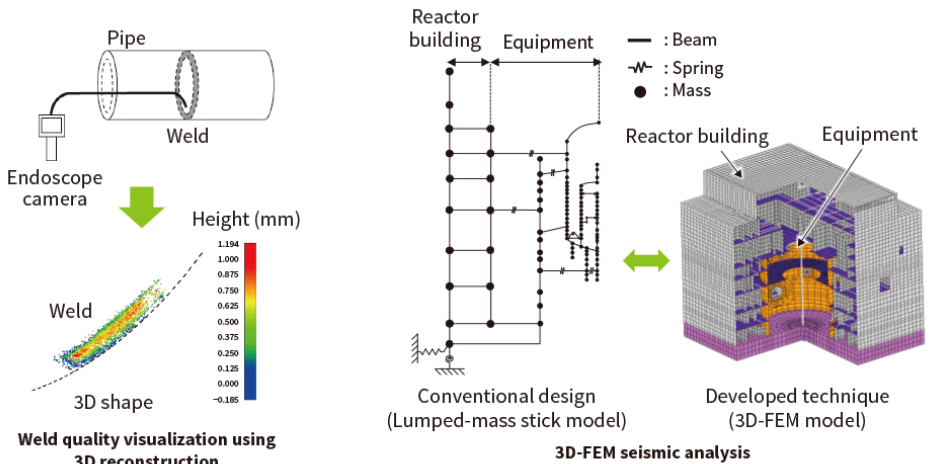 Pipe
Weld
Endoscope
camera
Height (mm)
1.194
1.000
0.875
0.750
0.625
0.500
0.375
0.250
0.125
0.000
−0.185
Weld
3D shape
Weld quality visualization using
3D reconstruction
Reactor
building
Equipment
: Beam
: Spring
: Mass
Conventional design
(Lumped-mass stick model)
Reactor building
Equipment
Developed technique
(3D-FEM model)
3D-FEM seismic analysis